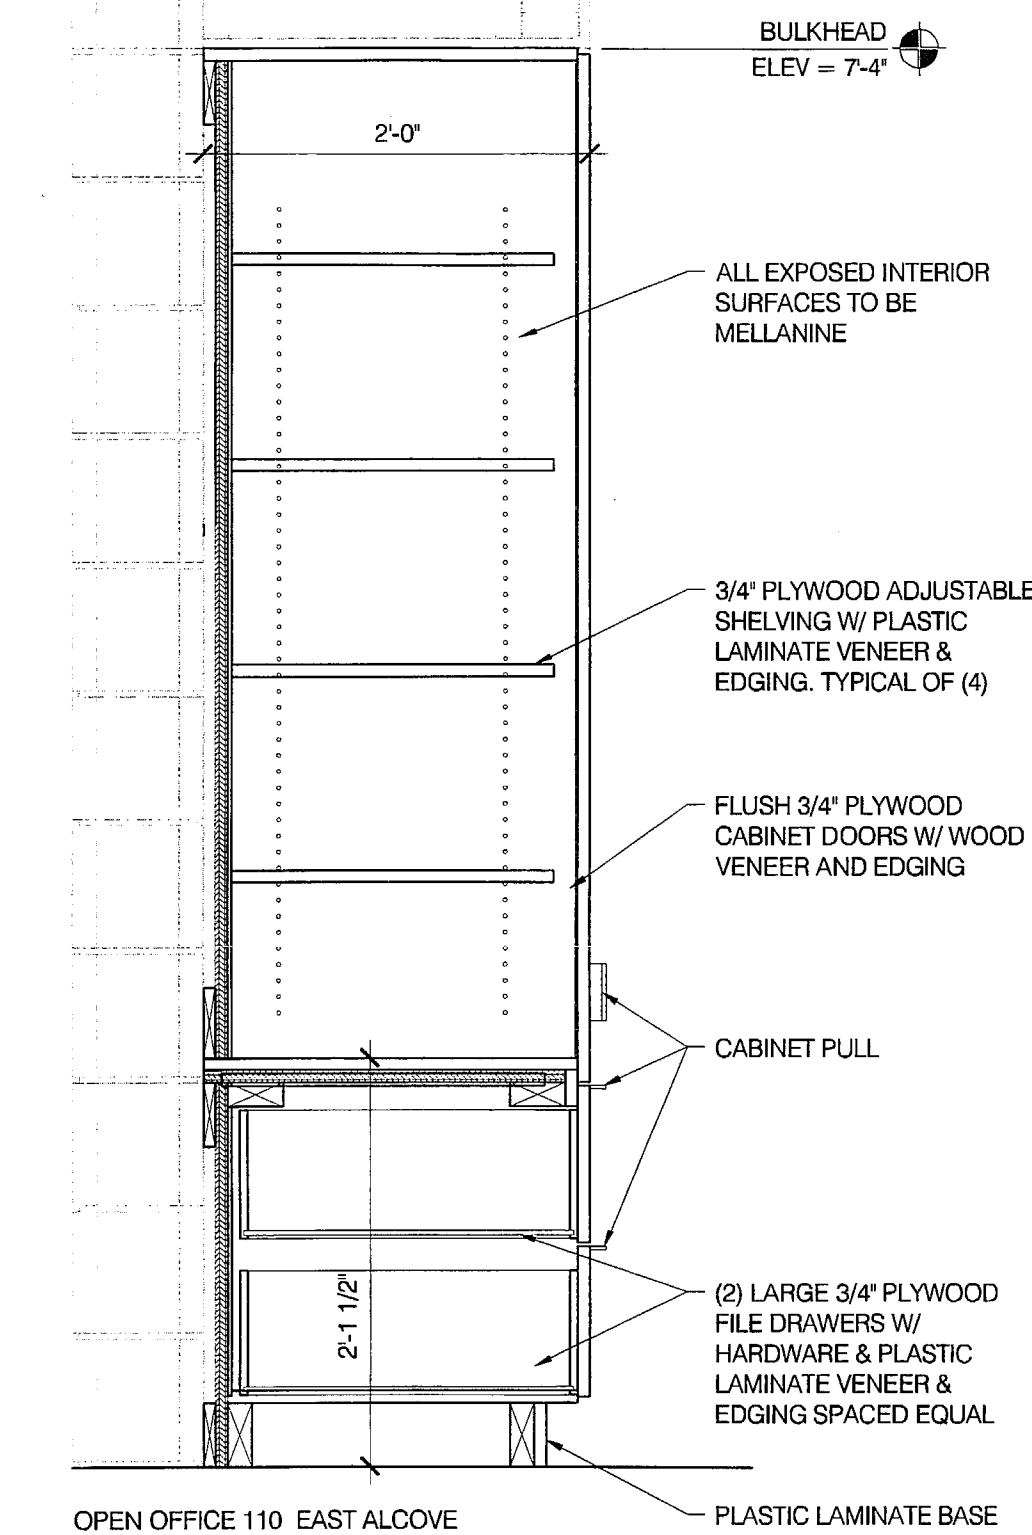 BULKHEAD
ELEV = 7'-4"
2'-0"
ALL EXPOSED INTERIOR
SURFACES TO BE
MELLANINE
3/4" PLYWOOD ADJUSTABLE
SHELVING W/ PLASTIC
LAMINATE VENEER &
EDGING. TYPICAL OF (4)
FLUSH 3/4" PLYWOOD
CABINET DOORS W/ WOOD
VENEER AND EDGING
CABINET PULL
2'-1 1/2"
(2) LARGE 3/4" PLYWOOD
FILE DRAWERS W/
HARDWARE & PLASTIC
LAMINATE VENEER &
EDGING SPACED EQUAL
PLASTIC LAMINATE BASE
OPEN OFFICE 110 EAST ALCOVE